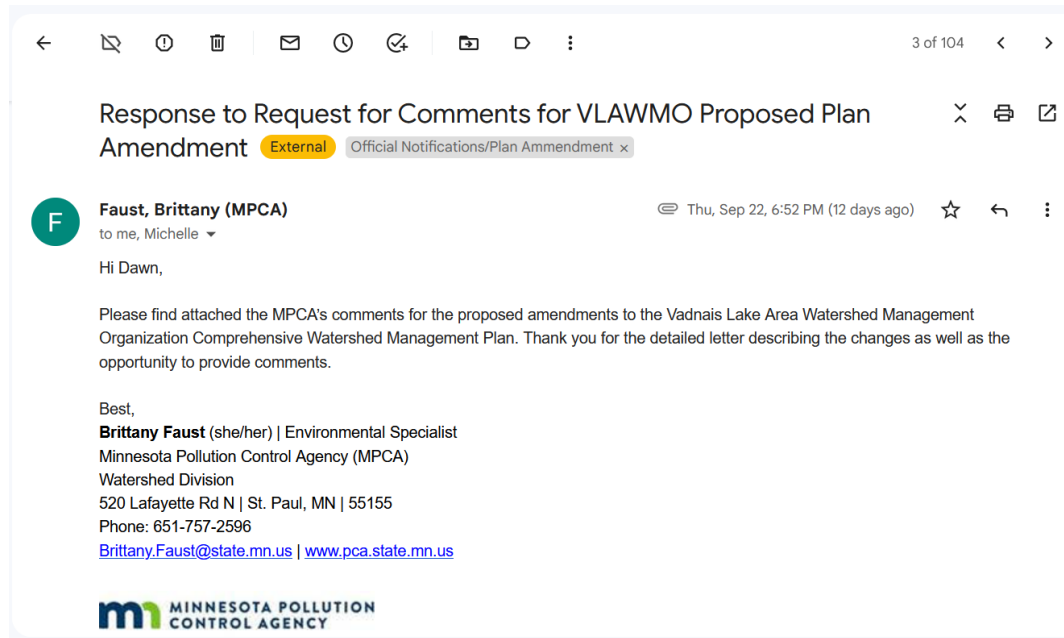 3 of 104
Response to Request for Comments for VLAWMO Proposed Plan
Amendment External Official Notifications/Plan Ammendment ×
F
Faust, Brittany (MPCA)
Thu, Sep 22, 6:52 PM (12 days ago)
to me, Michelle
Hi Dawn,
Please find attached the MPCA's comments for the proposed amendments to the Vadnais Lake Area Watershed Management
Organization Comprehensive Watershed Management Plan. Thank you for the detailed letter describing the changes as well as the
opportunity to provide comments.
Best,
Brittany Faust (she/her) | Environmental Specialist
Minnesota Pollution Control Agency (MPCA)
Watershed Division
520 Lafayette Rd N | St. Paul, MN | 55155
Phone: 651-757-2596
Brittany.Faust@state.mn.us | www.pca.state.mn.us
MINNESOTA POLLUTION
CONTROL AGENCY